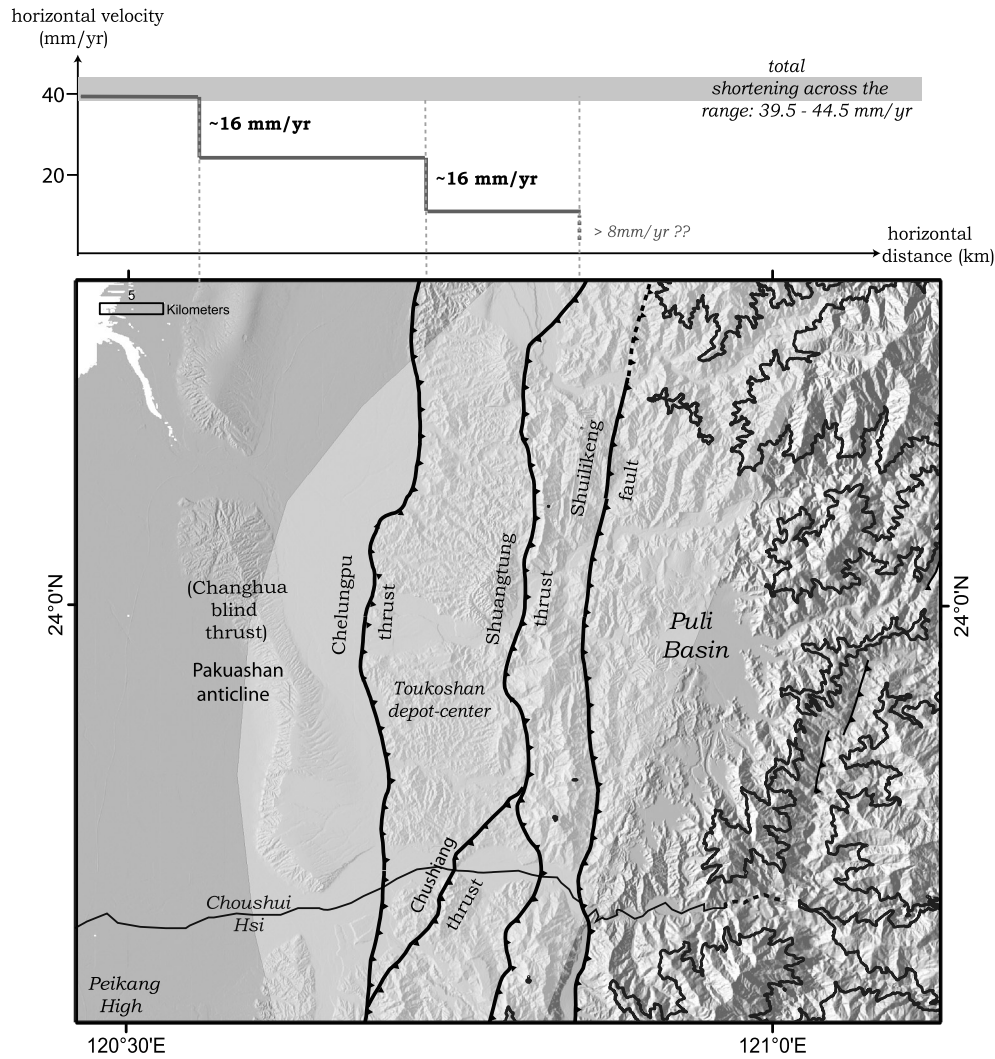 horizontal velocity
(mm/yr)
total
shortening across the
range: 39.5 - 44.5 mm/yr
40
~16 mm/yr
20
~16 mm/yr
> 8mm/yr ??
horizontal
distance (km)
5
Kilometers
Shuilikeng
fault
Chelungpu
thrust
Shuangtung
thrust
(Changhua
blind
thrust)
Pakuashan
anticline
Puli
Basin
Toukoshan
depot-center
Chushiang
thrust
Choushui
Hsi
Peikang
High
24°0'N
24°0'N
120°30'E
121°0'E